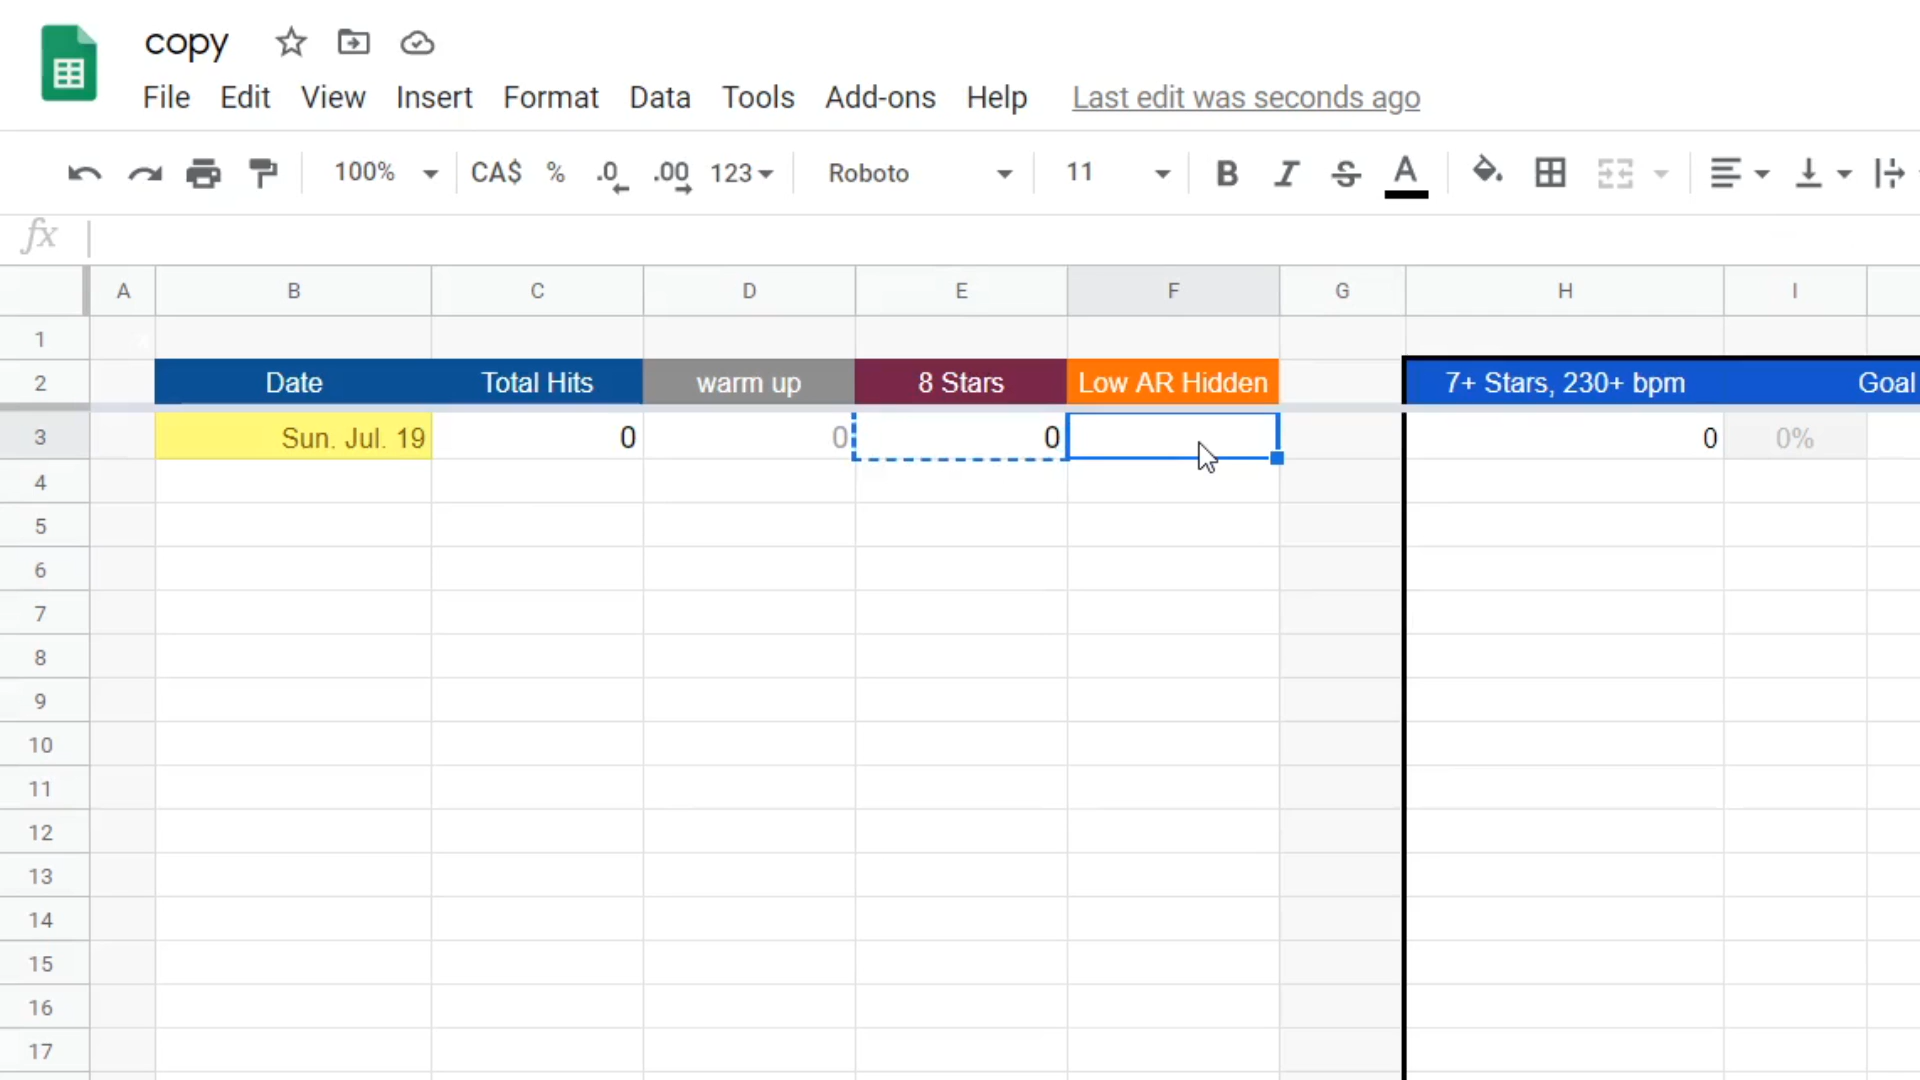 copy
File Edit View Insert Format Data Tools Add-ons Help Last edit was seconds ago
100% CA$ % .0 .00 123 Roboto 11 B I S A
fx
A B C D E F G H I
1
2 Date Total Hits warm up 8 Stars Low AR Hidden 7+ Stars, 230+ bpm Goal
3 Sun. Jul. 19 0 0 0 0 0%
4
5
6
7
8
9
10
11
12
13
14
15
16
17